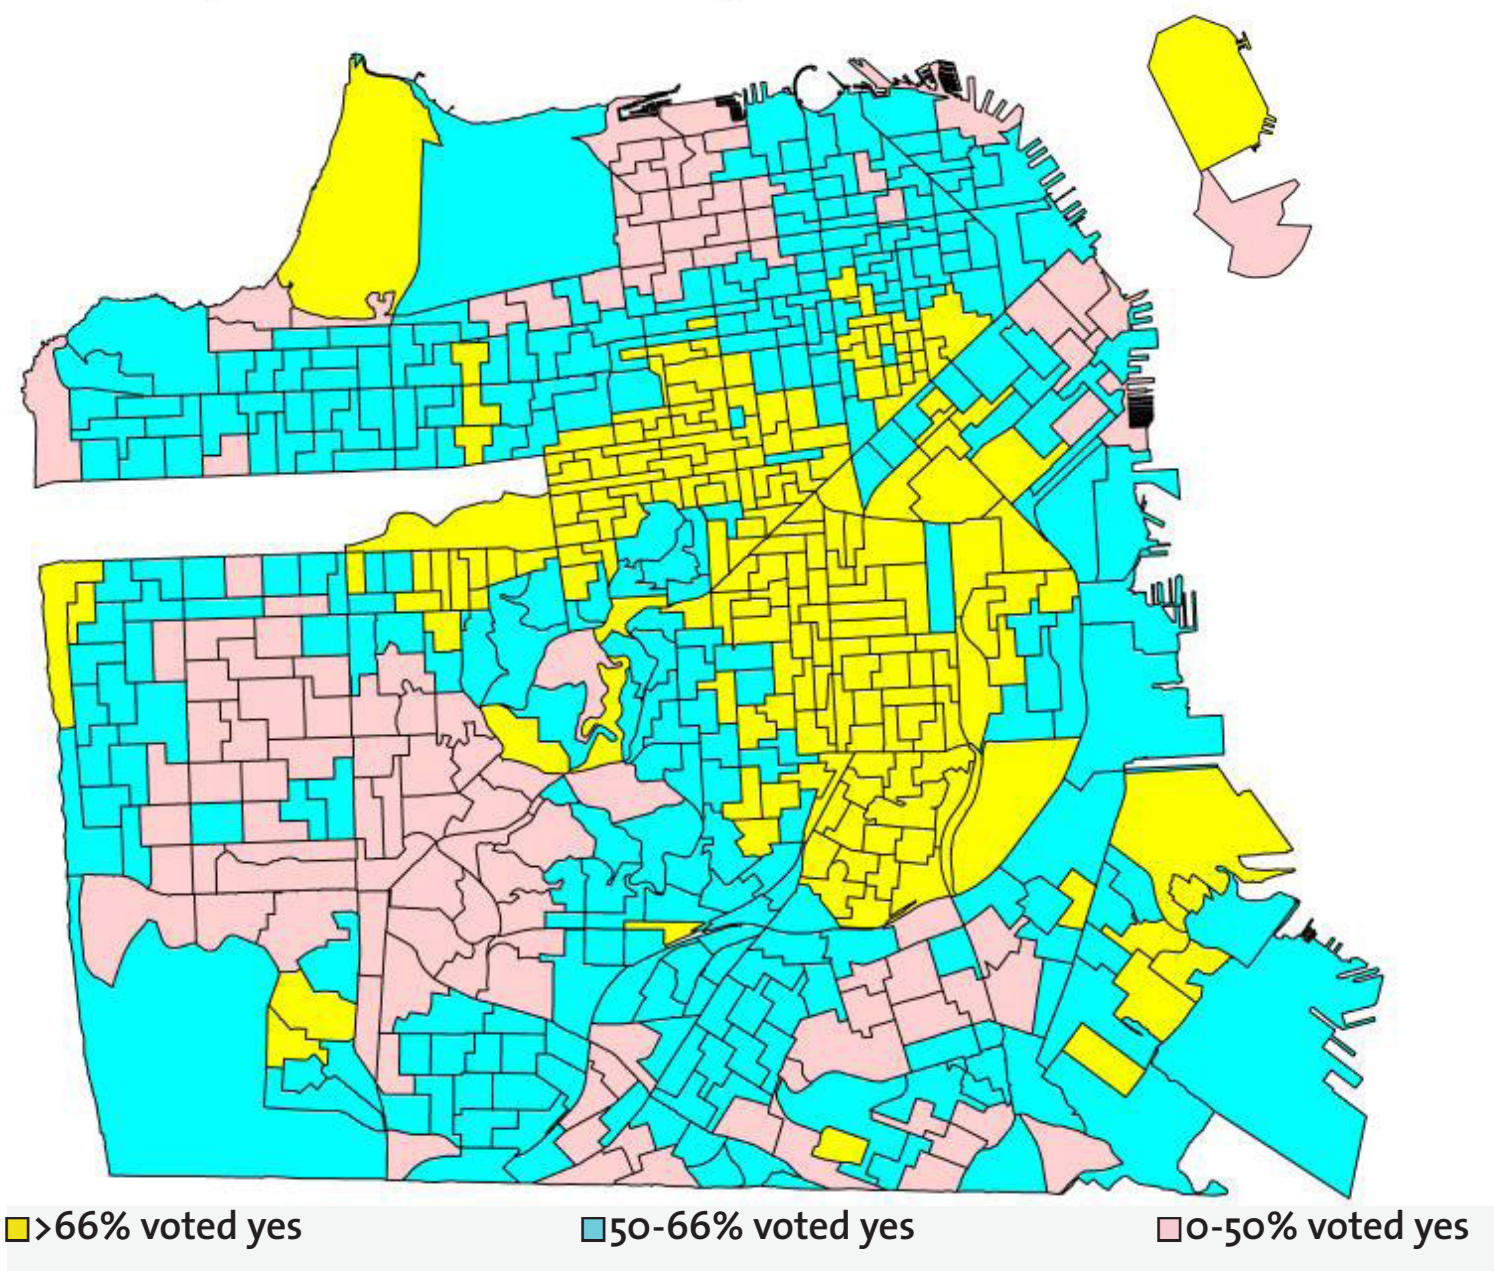 >66% voted yes
50-66% voted yes
0-50% voted yes